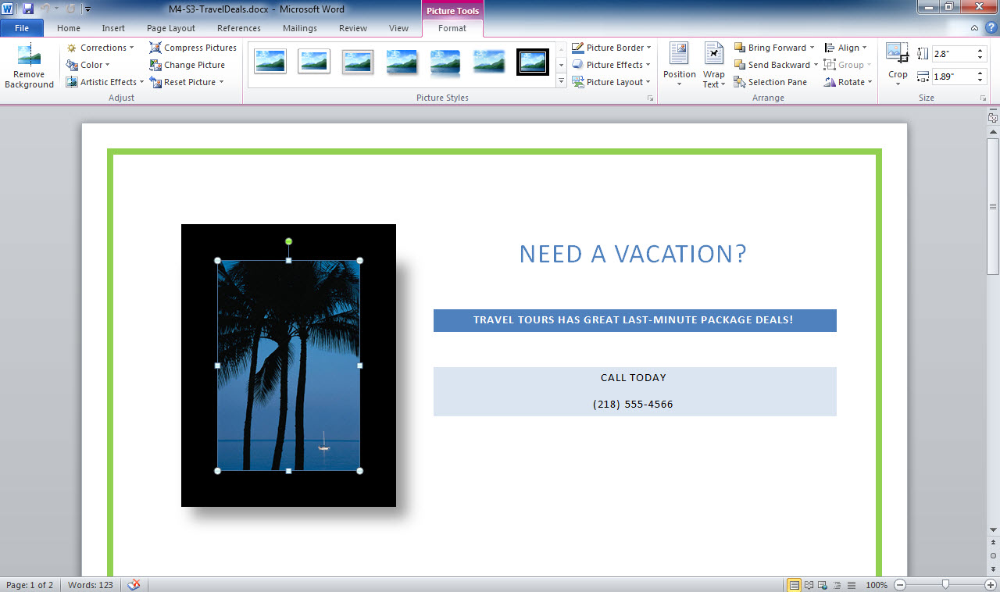 M4-S3-TravelDeals.docx - Microsoft Word
Picture Tools
File
Home
Insert
Page Layout
References
Mailings
Review
View
Format
Remove
Background
Corrections
Color
Artistic Effects
Compress Pictures
Change Picture
Reset Picture
Adjust
Picture Border
Picture Effects
Picture Layout
Picture Styles
Position
Wrap
Text
Bring Forward
Send Backward
Selection Pane
Align
Group
Rotate
Arrange
Crop
2.8"
1.89"
Size
NEED A VACATION?
TRAVEL TOURS HAS GREAT LAST-MINUTE PACKAGE DEALS!
CALL TODAY
(218) 555-4566
Page: 1 of 2
Words: 123
100%